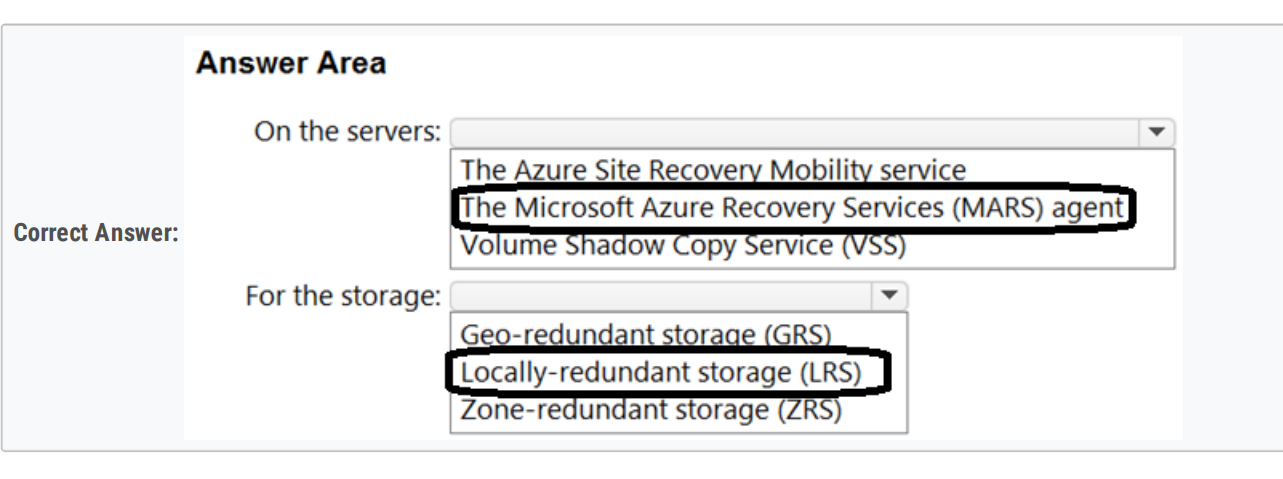 Answer Area
On the servers:
The Azure Site Recovery Mobility service
The Microsoft Azure Recovery Services (MARS) agent
Correct Answer:
Volume Shadow Copy Service (VSS)
For the storage:
Geo-redundant storage (GRS)
Locally-redundant storage (LRS)
Zone-redundant storage (ZRS)